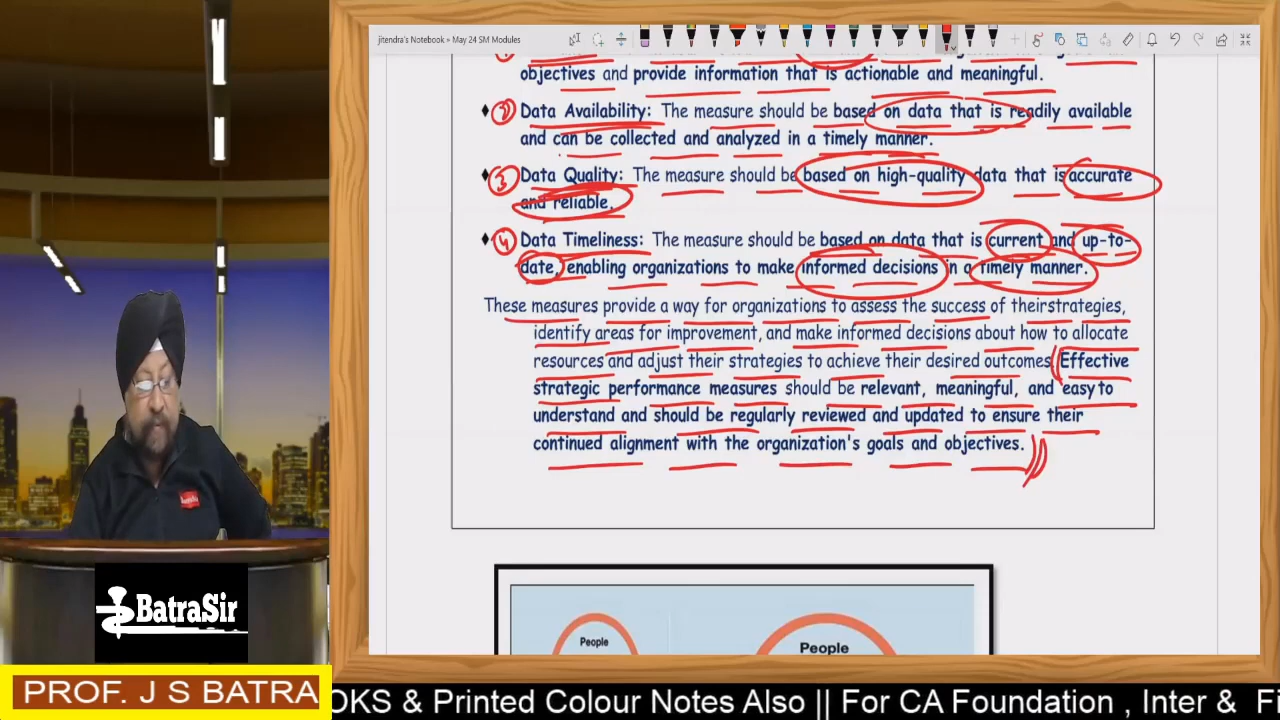 jitendra's Notebook » May 24 SM Modules
objectives and provide information that is actionable and meaningful.
♦ ② Data Availability: The measure should be based on data that is readily available
and can be collected and analyzed in a timely manner.
♦ ③ Data Quality: The measure should be based on high-quality data that is accurate
and reliable.
♦ ④ Data Timeliness: The measure should be based on data that is current and up-to-
date, enabling organizations to make informed decisions in a timely manner.
These measures provide a way for organizations to assess the success of theirstrategies,
identify areas for improvement, and make informed decisions about how to allocate
resources and adjust their strategies to achieve their desired outcomes. Effective
strategic performance measures should be relevant, meaningful, and easy to
understand and should be regularly reviewed and updated to ensure their
continued alignment with the organization's goals and objectives.
People
People
BatraSir
PROF. J S BATRA
OKS & Printed Colour Notes Also || For CA Foundation , Inter & Fi